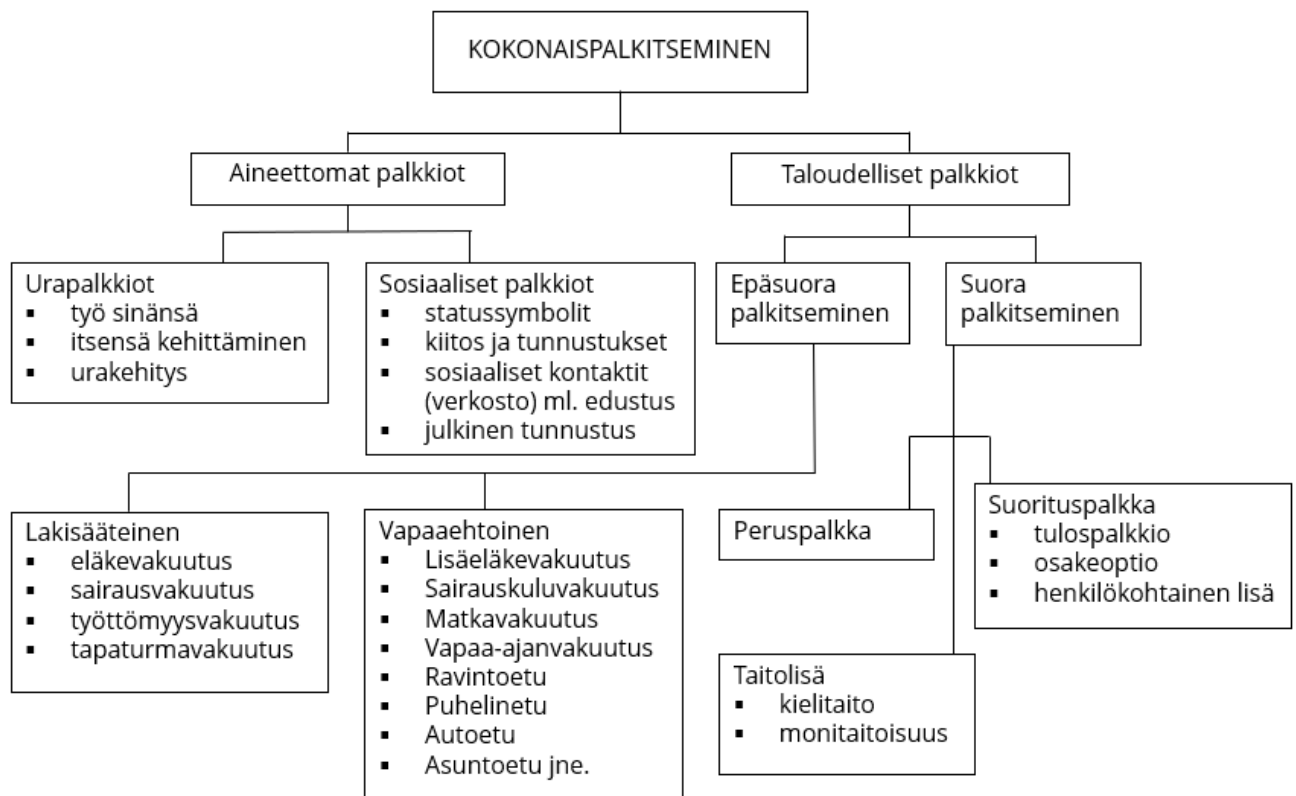 KOKONAISPALKITSEMINEN
Aineettomat palkkiot
Taloudelliset palkkiot
Urapalkkiot
▪ työ sinänsä
▪ itsensä kehittäminen
▪ urakehitys
Sosiaaliset palkkiot
▪ statussymbolit
▪ kiitos ja tunnustukset
▪ sosiaaliset kontaktit
(verkosto) ml. edustus
▪ julkinen tunnustus
Epäsuora
palkitseminen
Suora
palkitseminen
Lakisääteinen
▪ eläkevakuutus
▪ sairausvakuutus
▪ työttömyysvakuutus
▪ tapaturmavakuutus
Vapaaehtoinen
▪ Lisäeläkevakuutus
▪ Sairauskuluvakuutus
▪ Matkavakuutus
▪ Vapaa-ajanvakuutus
▪ Ravintoetu
▪ Puhelinetu
▪ Autoetu
▪ Asuntoetu jne.
Peruspalkka
Suorituspalkka
▪ tulospalkkio
▪ osakeoptio
▪ henkilökohtainen lisä
Taitolisä
▪ kielitaito
▪ monitaitoisuus